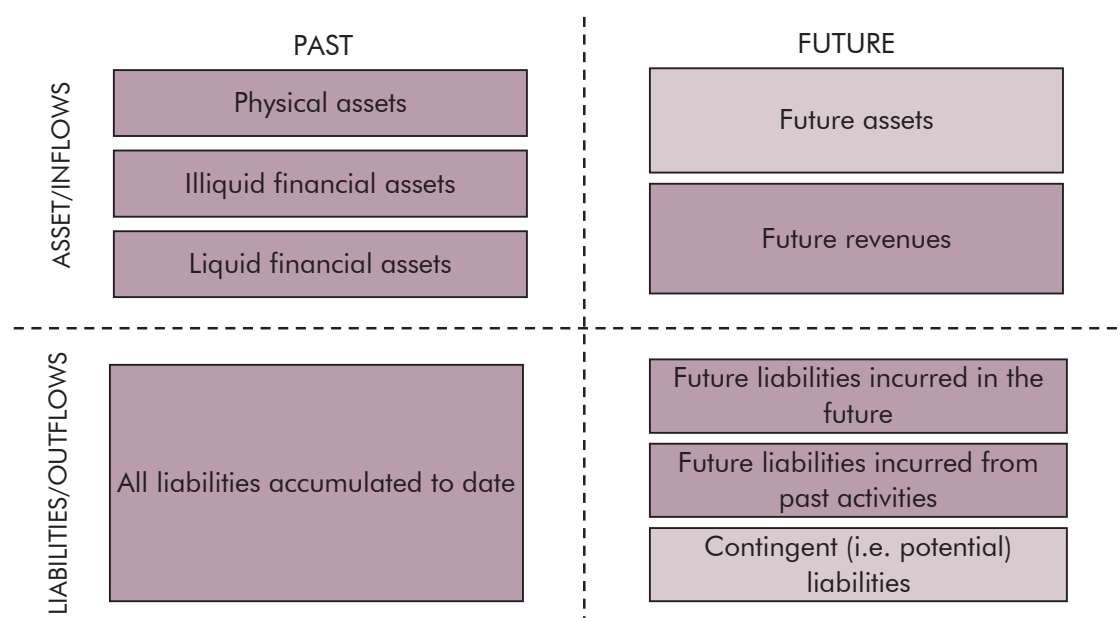 PAST
FUTURE
ASSET/INFLOWS
Physical assets
Illiquid financial assets
Liquid financial assets
Future assets
Future revenues
LIABILITIES/OUTFLOWS
All liabilities accumulated to date
Future liabilities incurred in the
future
Future liabilities incurred from
past activities
Contingent (i.e. potential)
liabilities